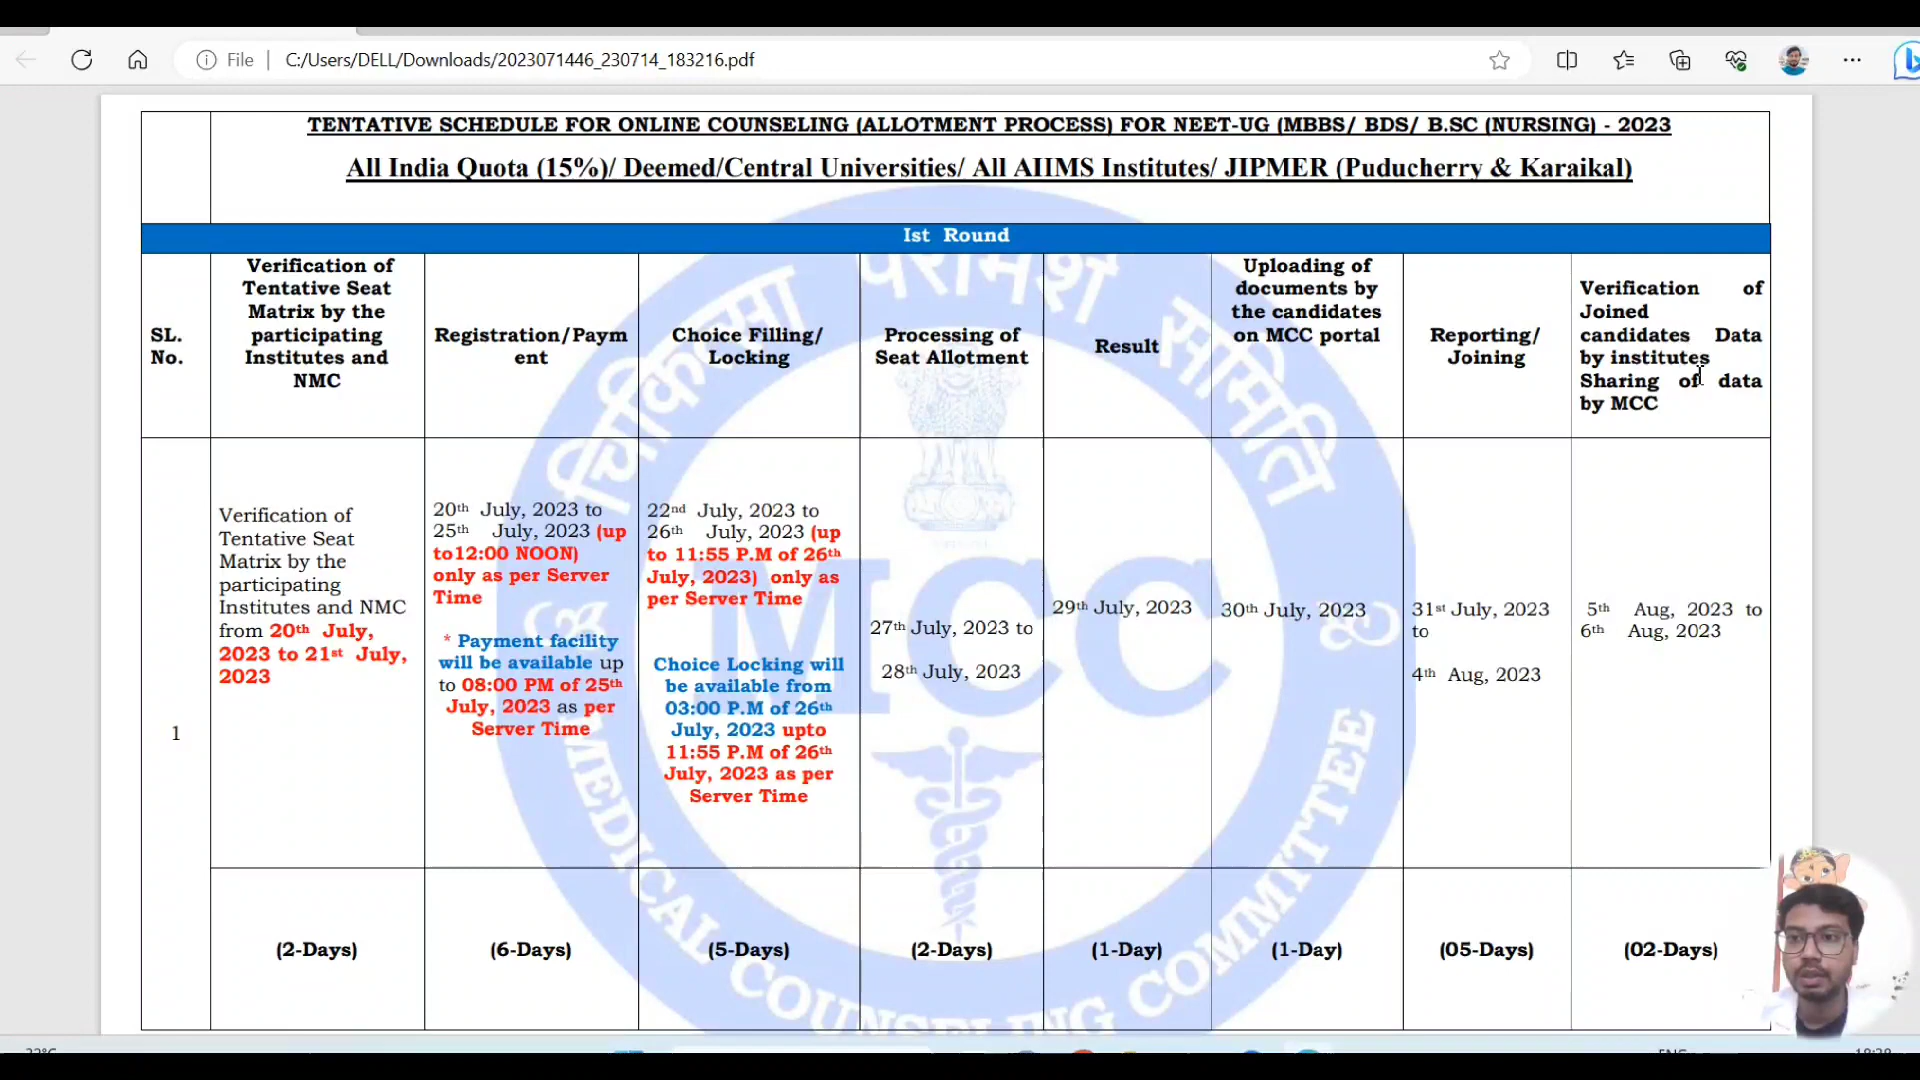 File
C:/Users/DELL/Downloads/2023071446_230714_183216.pdf
TENTATIVE SCHEDULE FOR ONLINE COUNSELING (ALLOTMENT PROCESS) FOR NEET-UG (MBBS/ BDS/ B.SC (NURSING) - 2023
All India Quota (15%)/ Deemed/Central Universities/ All AIIMS Institutes/ JIPMER (Puducherry & Karaikal)
Ist Round
SL.
No.
Verification of
Tentative Seat
Matrix by the
participating
Institutes and
NMC
Registration/Paym
ent
Choice Filling/
Locking
Processing of
Seat Allotment
Result
Uploading of
documents by
the candidates
on MCC portal
Reporting/
Joining
Verification of
Joined
candidates Data
by institutes
Sharing of data
by MCC
1
Verification of
Tentative Seat
Matrix by the
participating
Institutes and NMC
from 20th July,
2023 to 21st July,
2023
20th July, 2023 to
25th July, 2023 (up
to12:00 NOON)
only as per Server
Time
* Payment facility
will be available up
to 08:00 PM of 25th
July, 2023 as per
Server Time
22nd July, 2023 to
26th July, 2023 (up
to 11:55 P.M of 26th
July, 2023) only as
per Server Time
Choice Locking will
be available from
03:00 P.M of 26th
July, 2023 upto
11:55 P.M of 26th
July, 2023 as per
Server Time
27th July, 2023 to
28th July, 2023
29th July, 2023
30th July, 2023
31st July, 2023
to
4th Aug, 2023
5th Aug, 2023 to
6th Aug, 2023
(2-Days)
(6-Days)
(5-Days)
(2-Days)
(1-Day)
(1-Day)
(05-Days)
(02-Days)
चिकित्सा परामर्श समिति
MCC
MEDICAL COUNSELING COMMITTEE